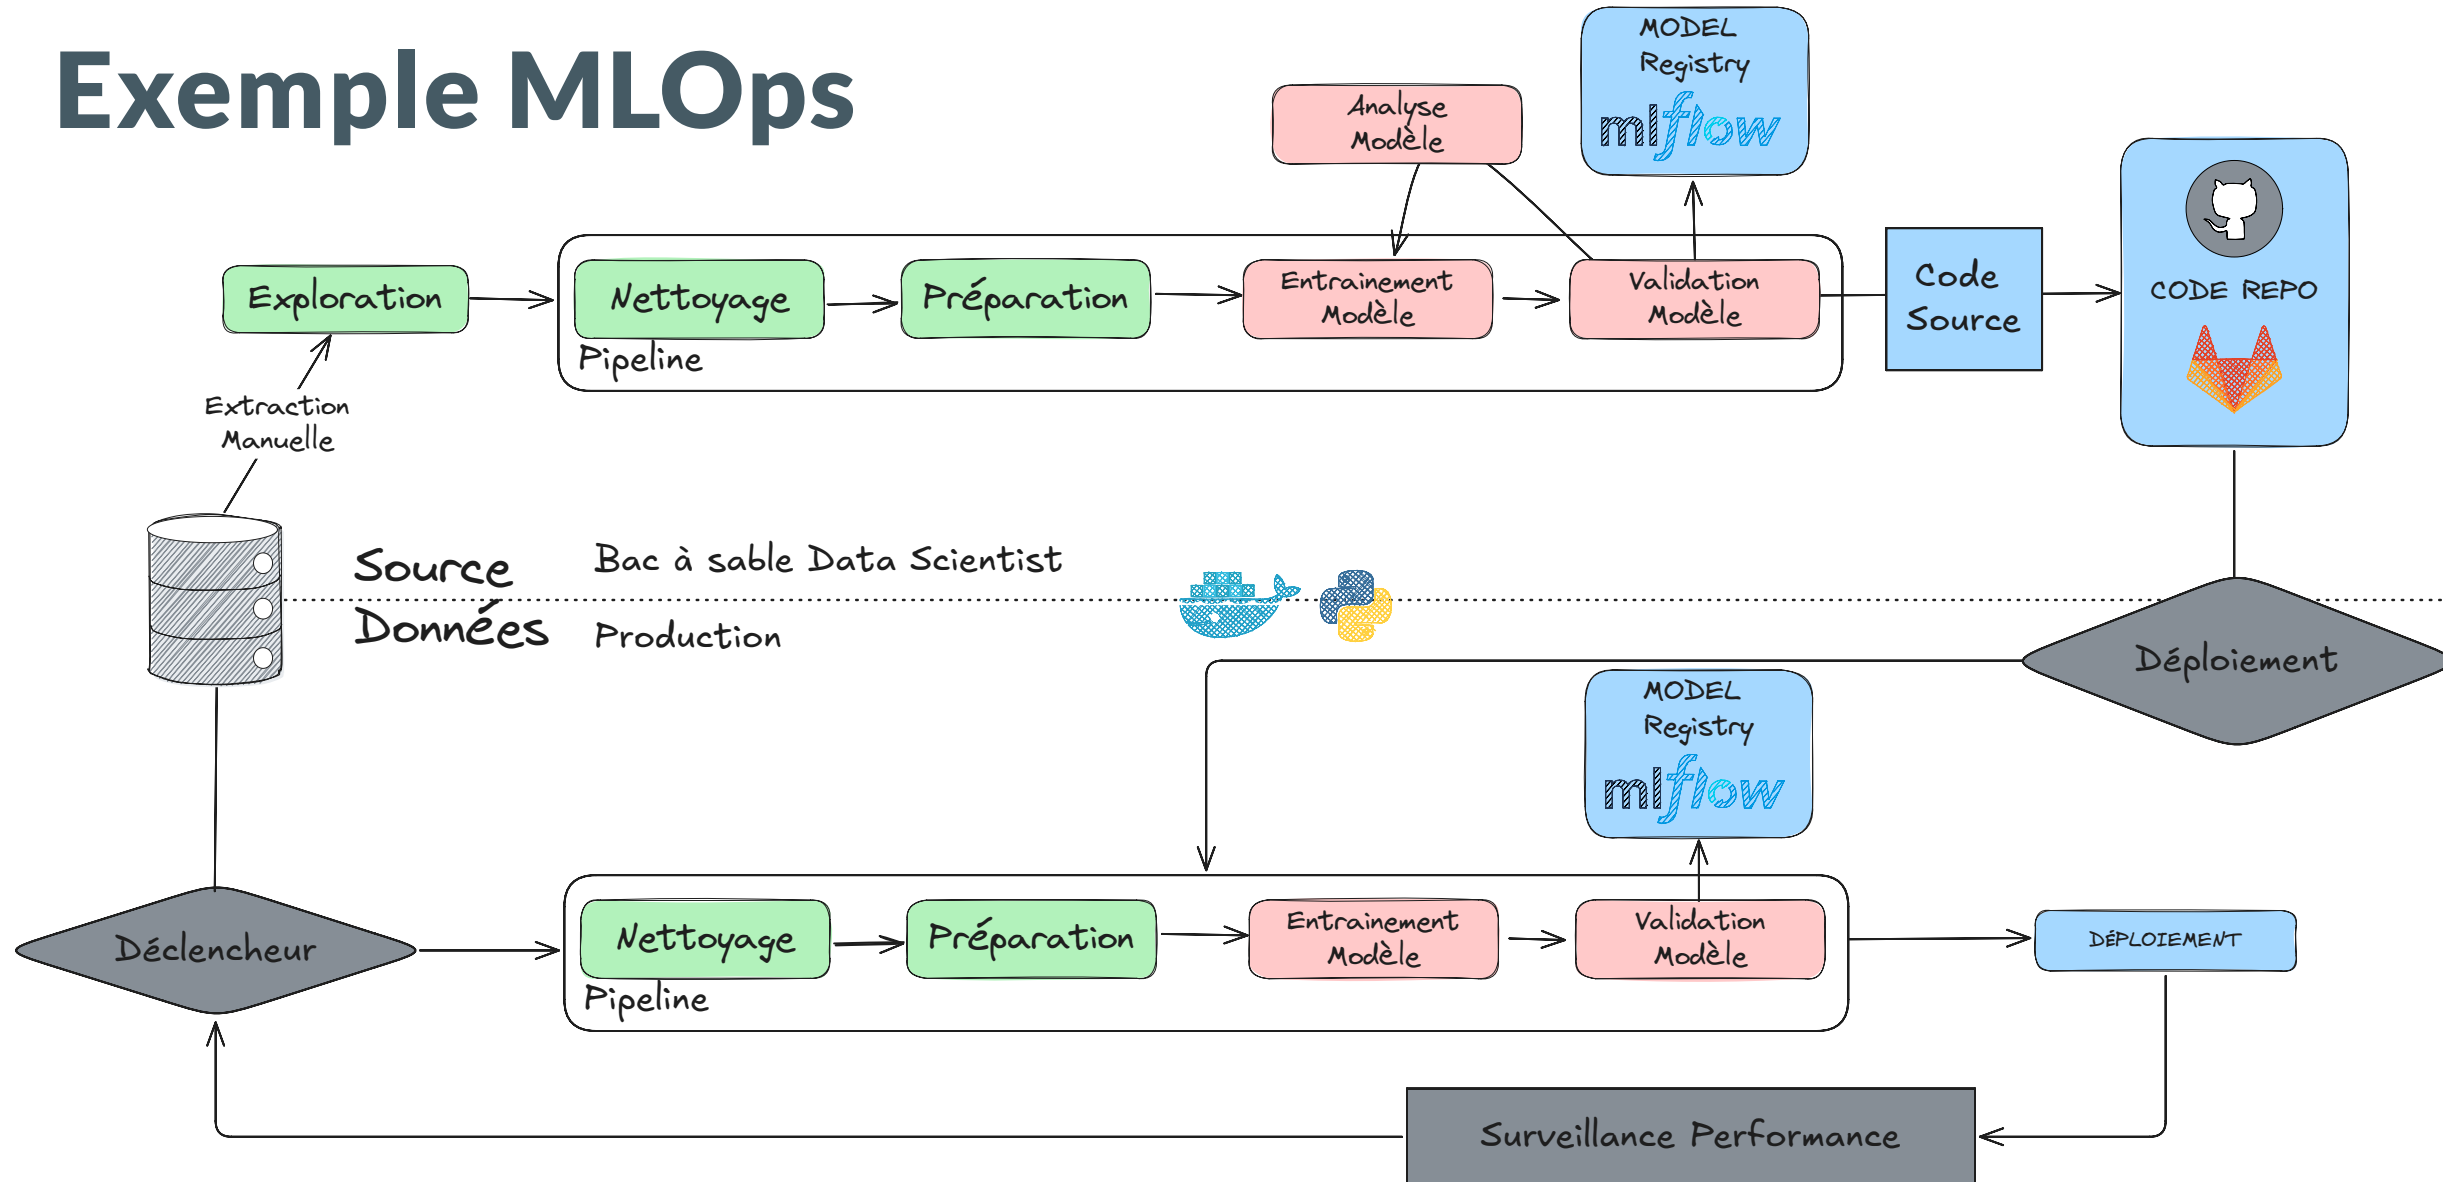 Exemple MLOps
MODEL
Registry
mlflow
Analyse
Modèle
Exploration
Nettoyage
Préparation
Entrainement
Modèle
Validation
Modèle
Pipeline
Code
Source
CODE REPO
Extraction
Manuelle
Source
Données
Bac à sable Data Scientist
Production
Déploiement
MODEL
Registry
mlflow
Déclencheur
Nettoyage
Préparation
Entrainement
Modèle
Validation
Modèle
Pipeline
DÉPLOIEMENT
Surveillance Performance